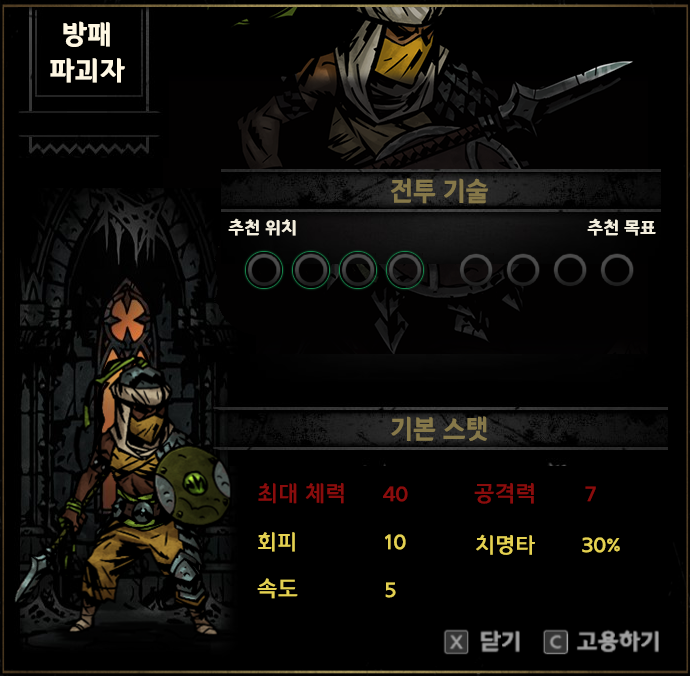 방패
파괴자
전투 기술
추천 위치 추천 목표
기본 스탯
최대 체력 40 공격력 7
회피 10 치명타 30%
속도 5
X 닫기 C 고용하기